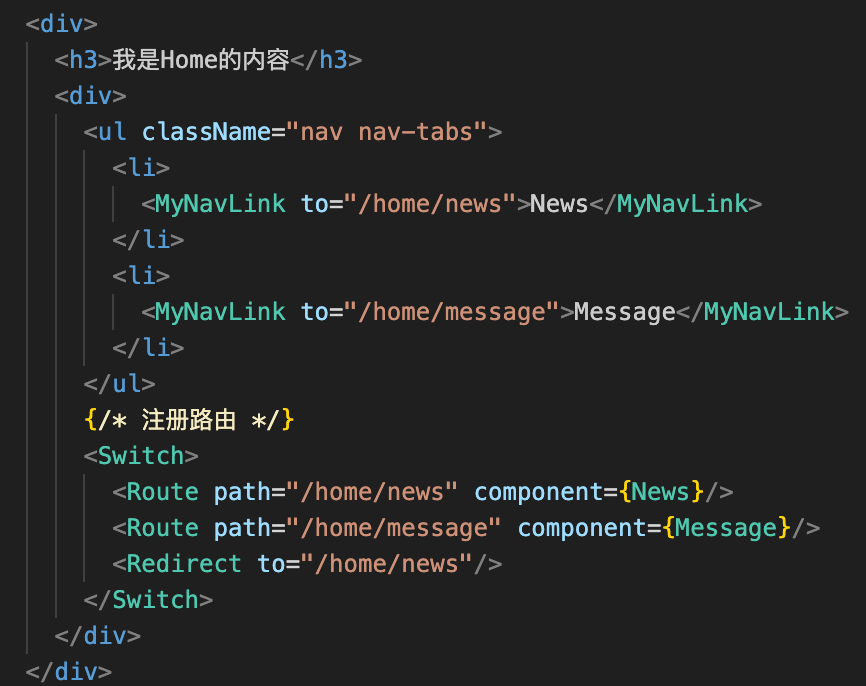 <div>
<h3>我是Home的内容</h3>
<div>
<ul className="nav nav-tabs">
<li>
<MyNavLink to="/home/news">News</MyNavLink>
</li>
<li>
<MyNavLink to="/home/message">Message</MyNavLink>
</li>
</ul>
{/* 注册路由 */}
<Switch>
<Route path="/home/news" component={News}/>
<Route path="/home/message" component={Message}/>
<Redirect to="/home/news"/>
</Switch>
</div>
</div>